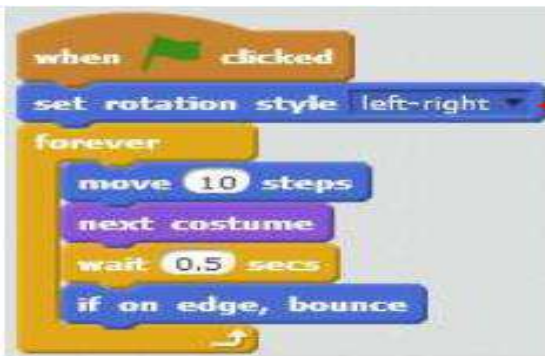 when clicked
set rotation style left-right
forever
move 10 steps
next costume
wait 0.5 secs
if on edge, bounce